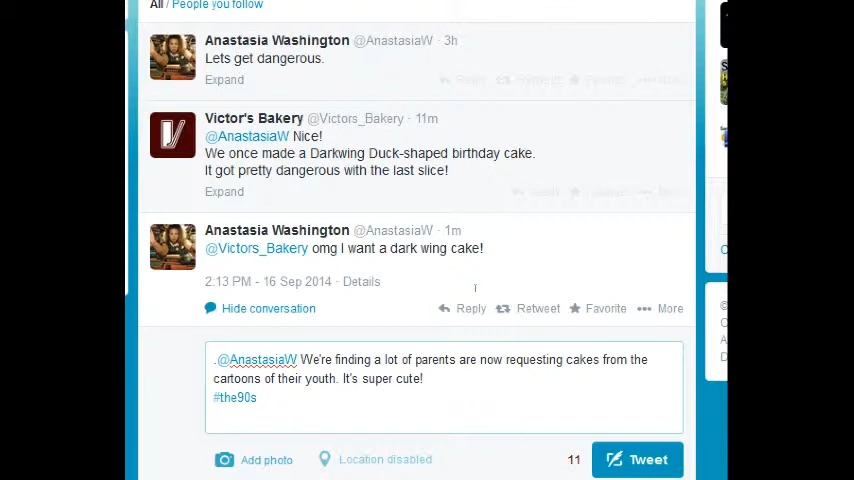 All / People you follow
Anastasia Washington @AnastasiaW · 3h
Lets get dangerous.
Expand
Reply Retweet Favorite More
Victor's Bakery @Victors_Bakery · 11m
@AnastasiaW Nice!
We once made a Darkwing Duck-shaped birthday cake.
It got pretty dangerous with the last slice!
Expand
Anastasia Washington @AnastasiaW · 1m
@Victors_Bakery omg I want a dark wing cake!
2:13 PM - 16 Sep 2014 · Details
Hide conversation Reply Retweet Favorite More
.@AnastasiaW We're finding a lot of parents are now requesting cakes from the
cartoons of their youth. It's super cute!
#the90s
Add photo Location disabled 11 Tweet